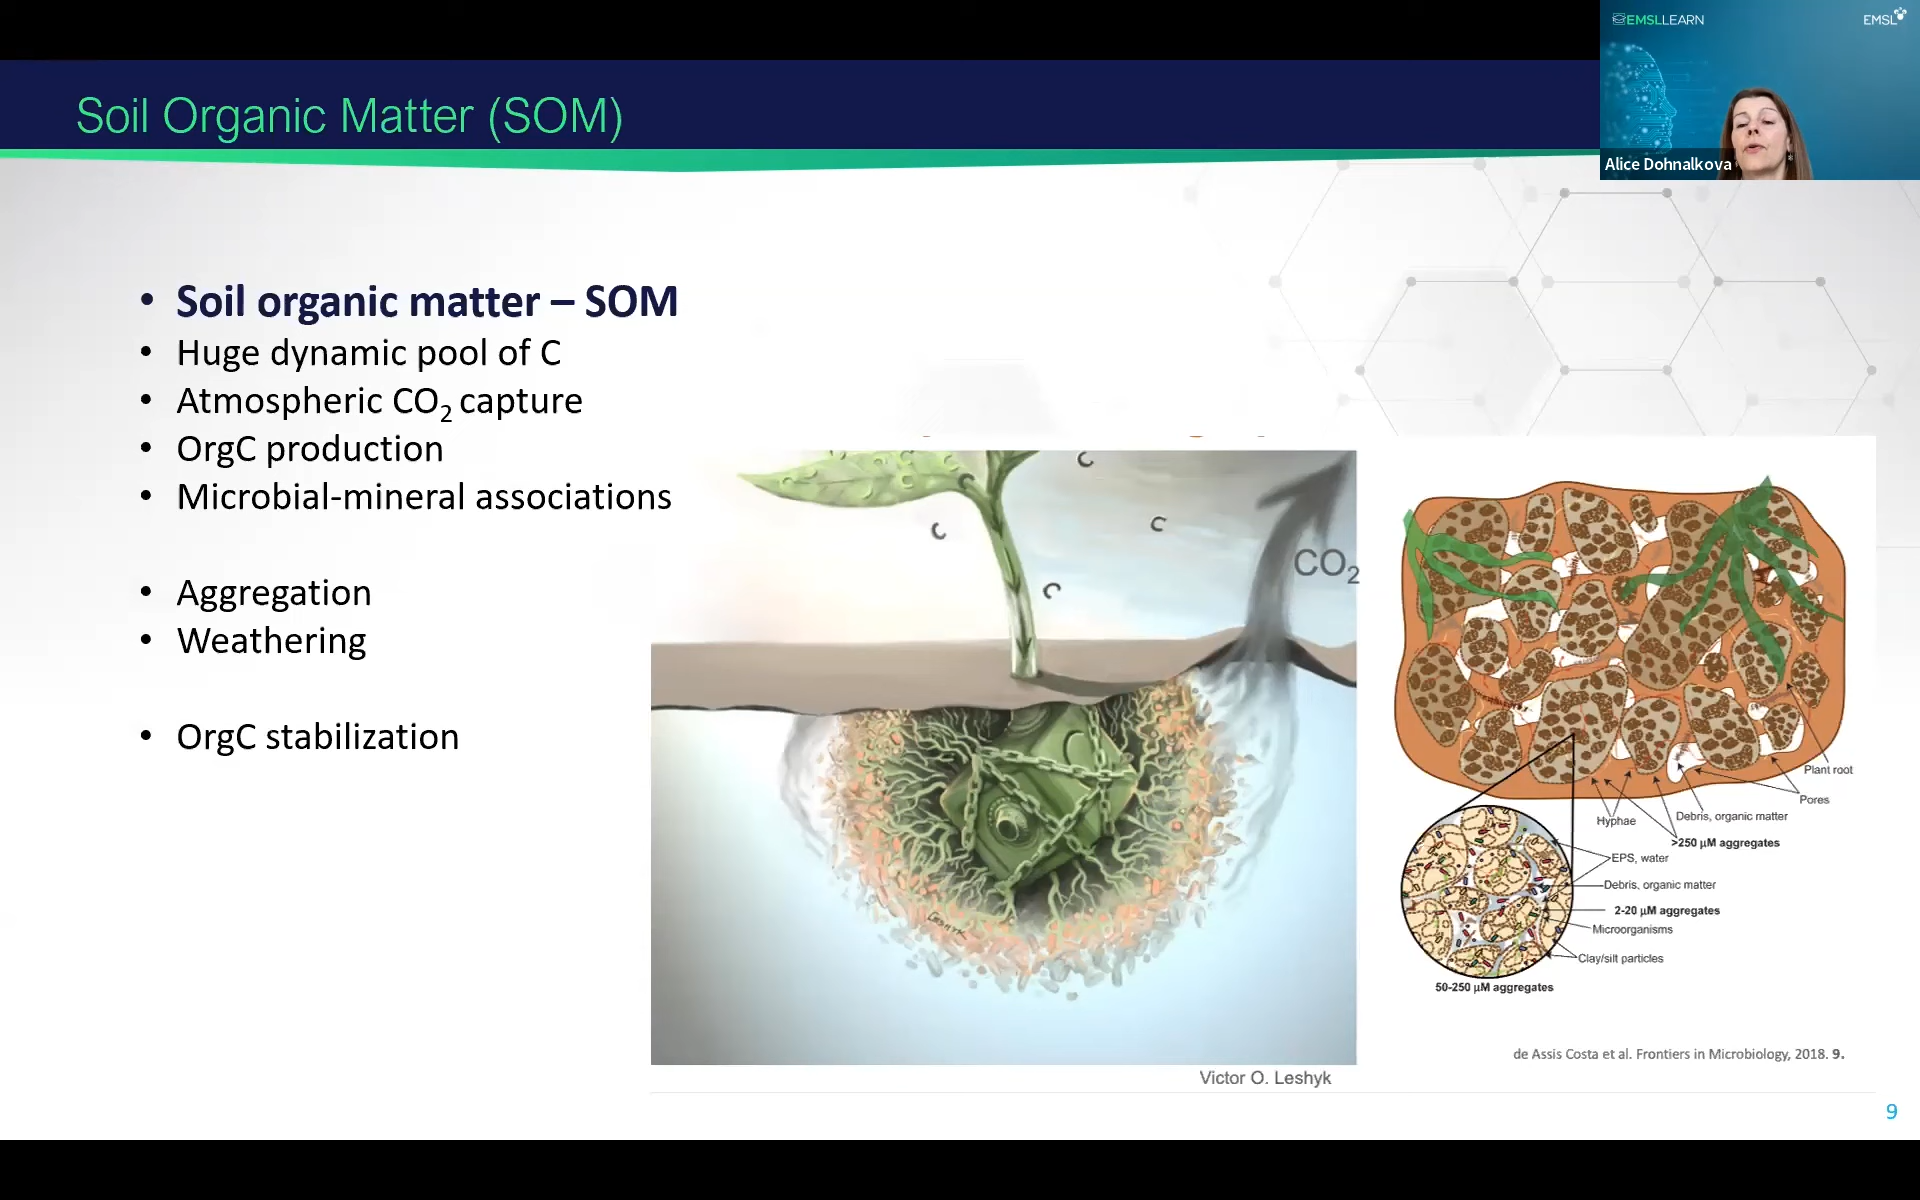 EMSLLEARN
EMSL
Alice Dohnalkova
Soil Organic Matter (SOM)
• Soil organic matter – SOM
• Huge dynamic pool of C
• Atmospheric CO₂ capture
• OrgC production
• Microbial-mineral associations
• Aggregation
• Weathering
• OrgC stabilization
C
C
C
C
CO₂
C
Leshyk
Victor O. Leshyk
Plant root
Pores
Debris, organic matter
Hyphae
>250 µM aggregates
EPS, water
Debris, organic matter
2-20 µM aggregates
Microorganisms
Clay/silt particles
50-250 µM aggregates
de Assis Costa et al. Frontiers in Microbiology, 2018. 9.
9